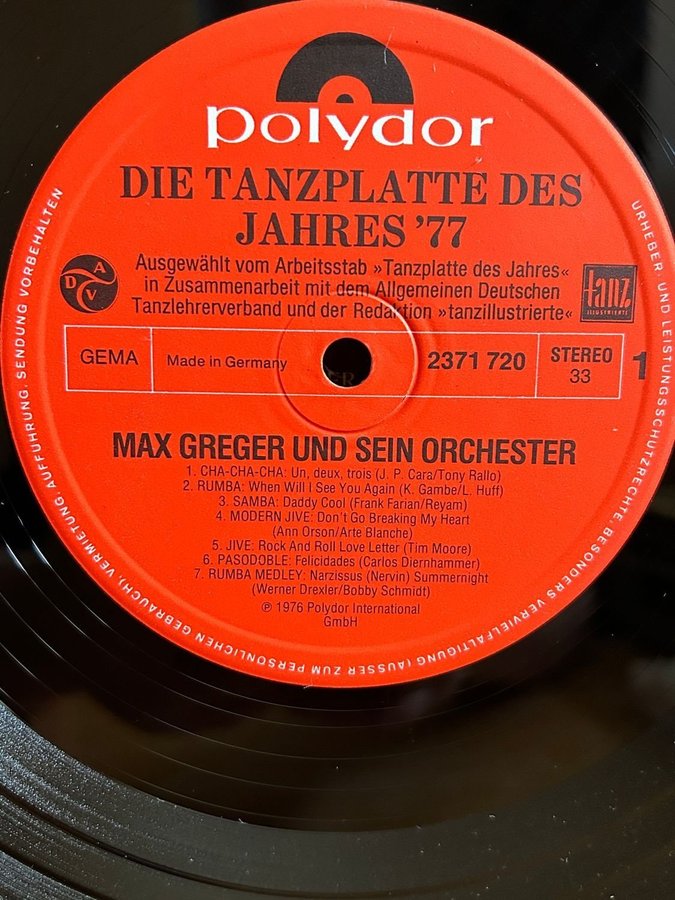 polydor
DIE TANZPLATTE DES
JAHRES '77
Ausgewählt vom Arbeitsstab »Tanzplatte des Jahres«
in Zusammenarbeit mit dem Allgemeinen Deutschen
Tanzlehrerverband und der Redaktion »tanzillustrierte«
ADV
tanz
ILLUSTRIERTE
GEMA
Made in Germany
2371 720
STEREO
33
1
MAX GREGER UND SEIN ORCHESTER
1. CHA-CHA-CHA: Un, deux, trois (J. P. Cara/Tony Rallo)
2. RUMBA: When Will I See You Again (K. Gambe/L. Huff)
3. SAMBA: Daddy Cool (Frank Farian/Reyam)
4. MODERN JIVE: Don't Go Breaking My Heart
(Ann Orson/Arte Blanche)
5. JIVE: Rock And Roll Love Letter (Tim Moore)
6. PASODOBLE: Felicidades (Carlos Diernhammer)
7. RUMBA MEDLEY: Narzissus (Nervin) Summernight
(Werner Drexler/Bobby Schmidt)
℗ 1976 Polydor International
GmbH
URHEBER- UND LEISTUNGSSCHUTZRECHTE, BESONDERS VERVIELFÄLTIGUNG (AUSSER ZUM PERSÖNLICHEN GEBRAUCH), VERMIETUNG, AUFFÜHRUNG, SENDUNG VORBEHALTEN